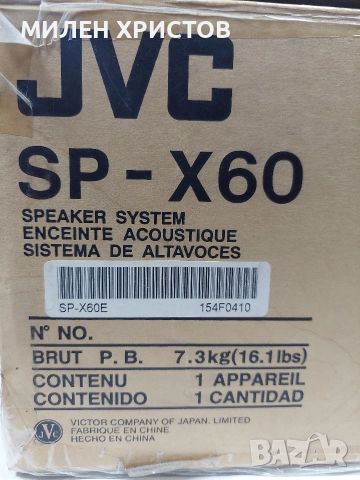 МИЛЕН ХРИСТОВ
JVC
SP-X60
SPEAKER SYSTEM
ENCEINTE ACOUSTIQUE
SISTEMA DE ALTAVOCES
SP-X60E 154F0410
N° NO.
BRUT P. B. 7.3kg(16.1lbs)
CONTENU 1 APPAREIL
CONTENIDO 1 CANTIDAD
JVC
VICTOR COMPANY OF JAPAN, LIMITED
FABRIQUE EN CHINE
HECHO EN CHINA
BAZAR
bg